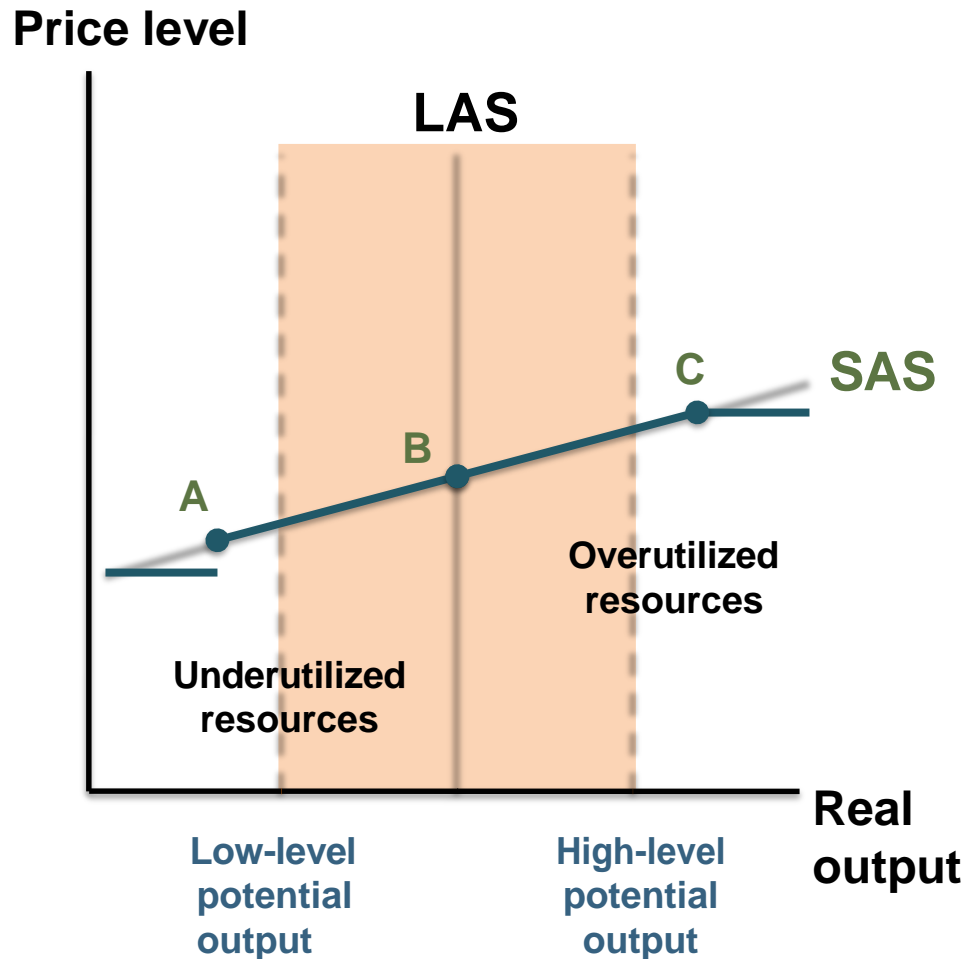 Price level
LAS
C
SAS
B
A
Overutilized
resources
Underutilized
resources
Real
output
Low-level
potential
output
High-level
potential
output